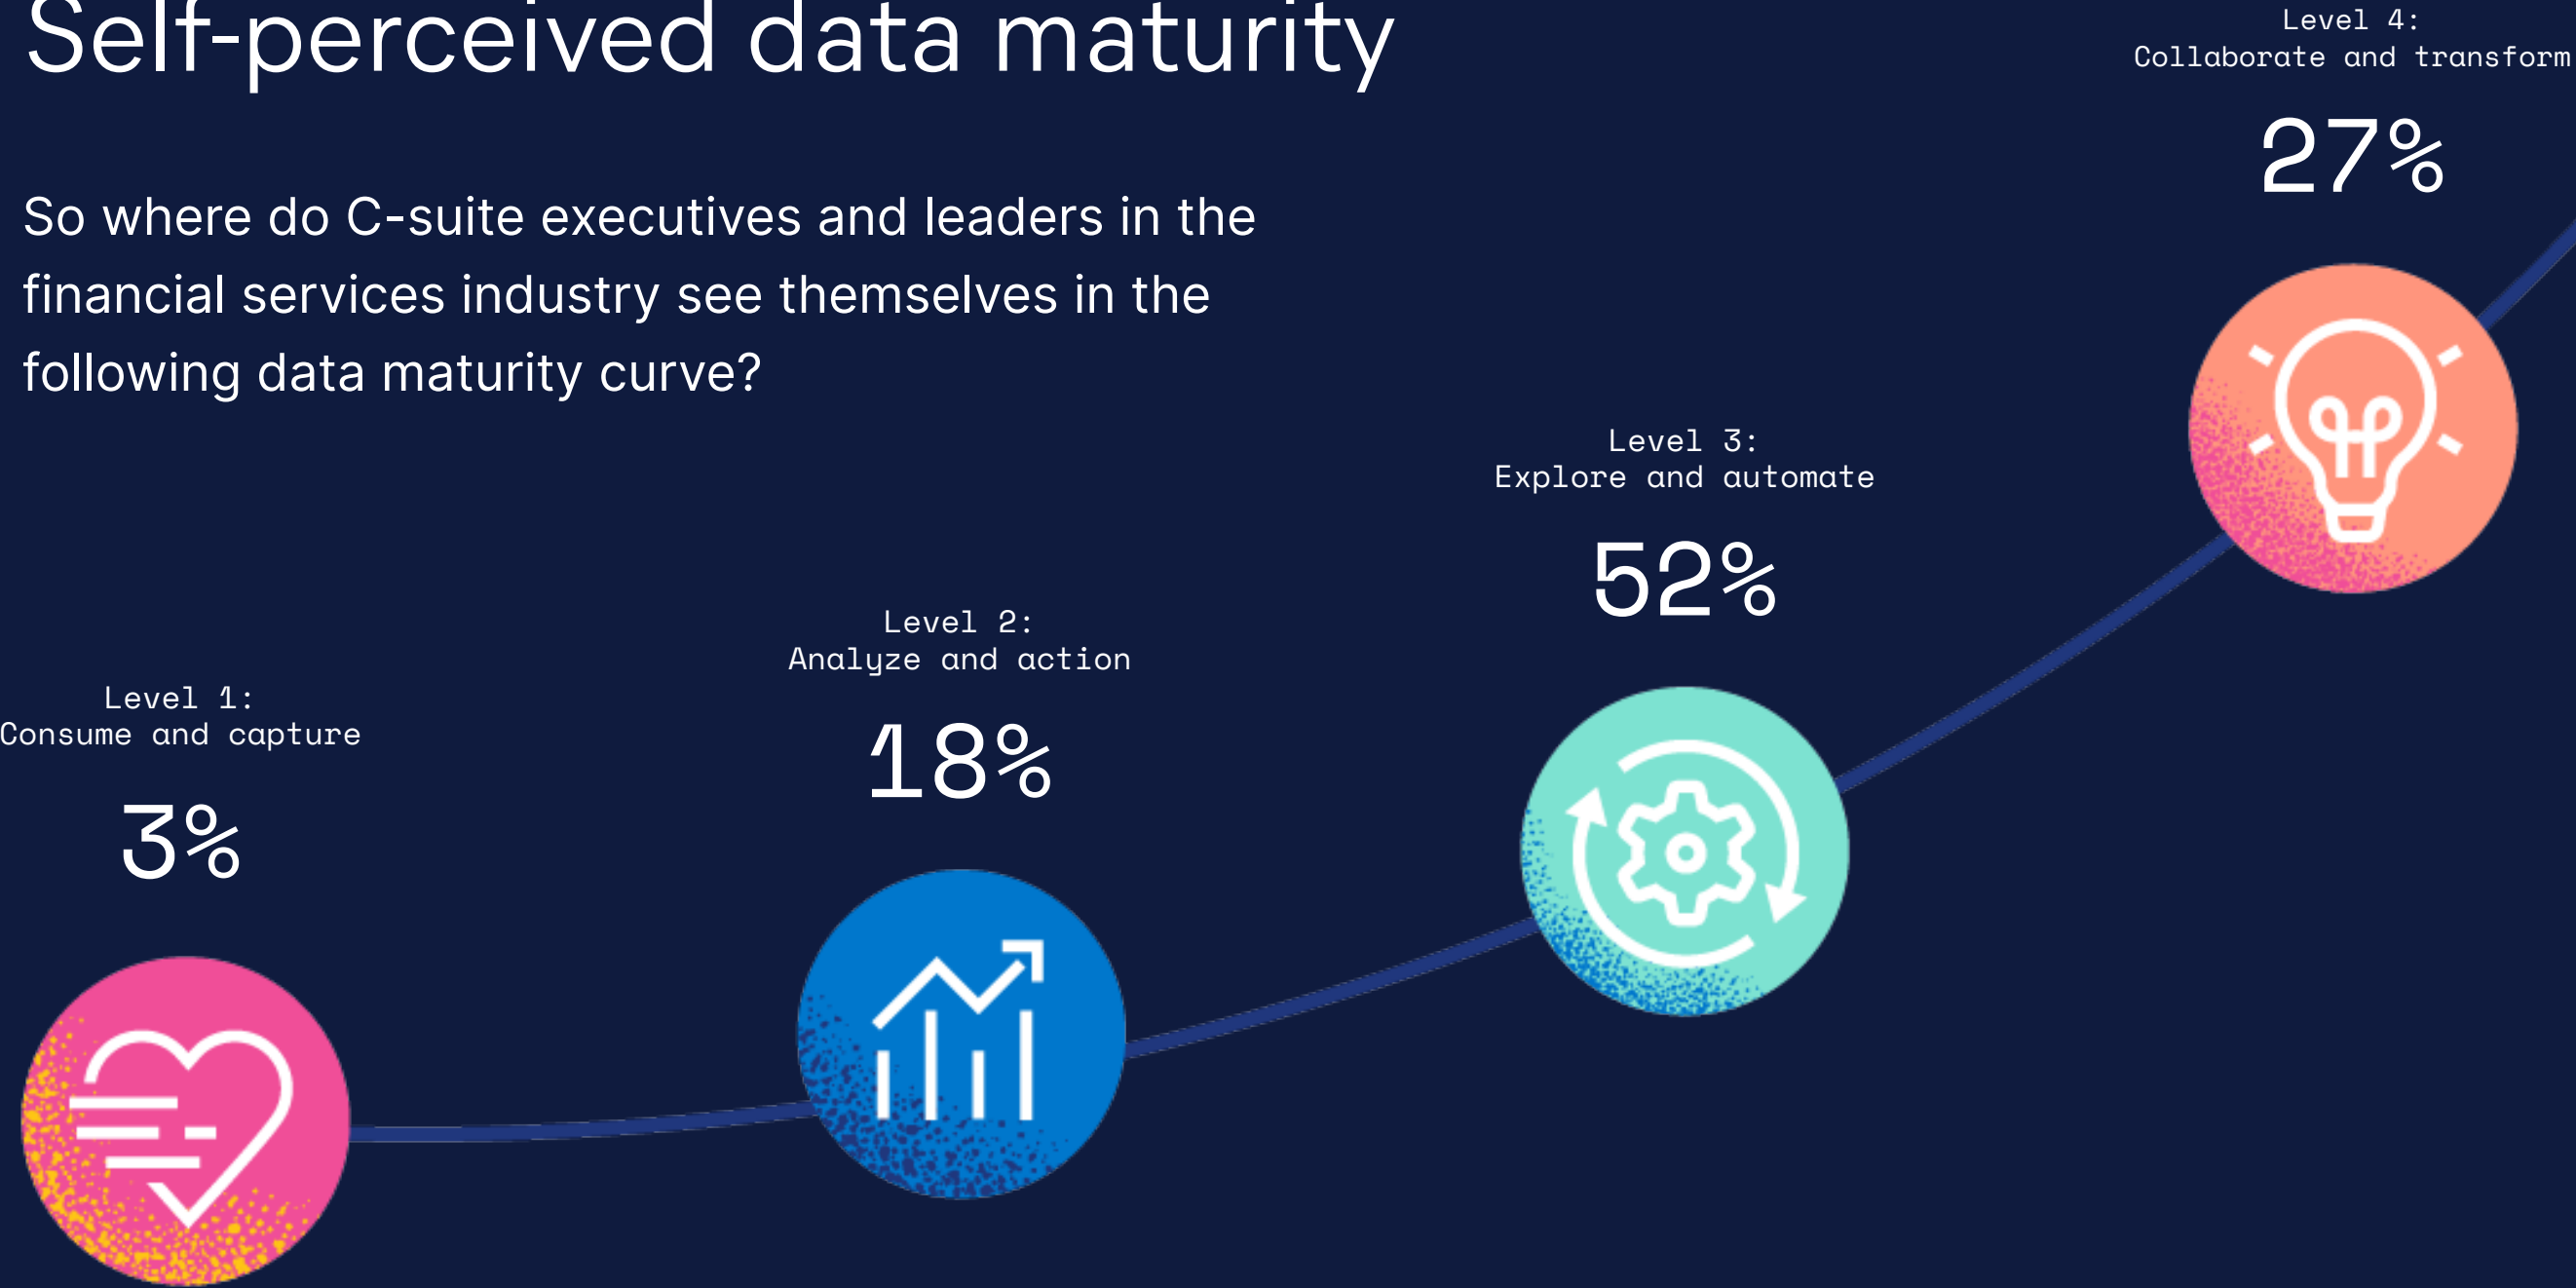 Self-perceived data maturity
So where do C-suite executives and leaders in the
financial services industry see themselves in the
following data maturity curve?
Level 1:
Consume and capture
3%
Level 2:
Analyze and action
18%
Level 3:
Explore and automate
52%
Level 4:
Collaborate and transform
27%